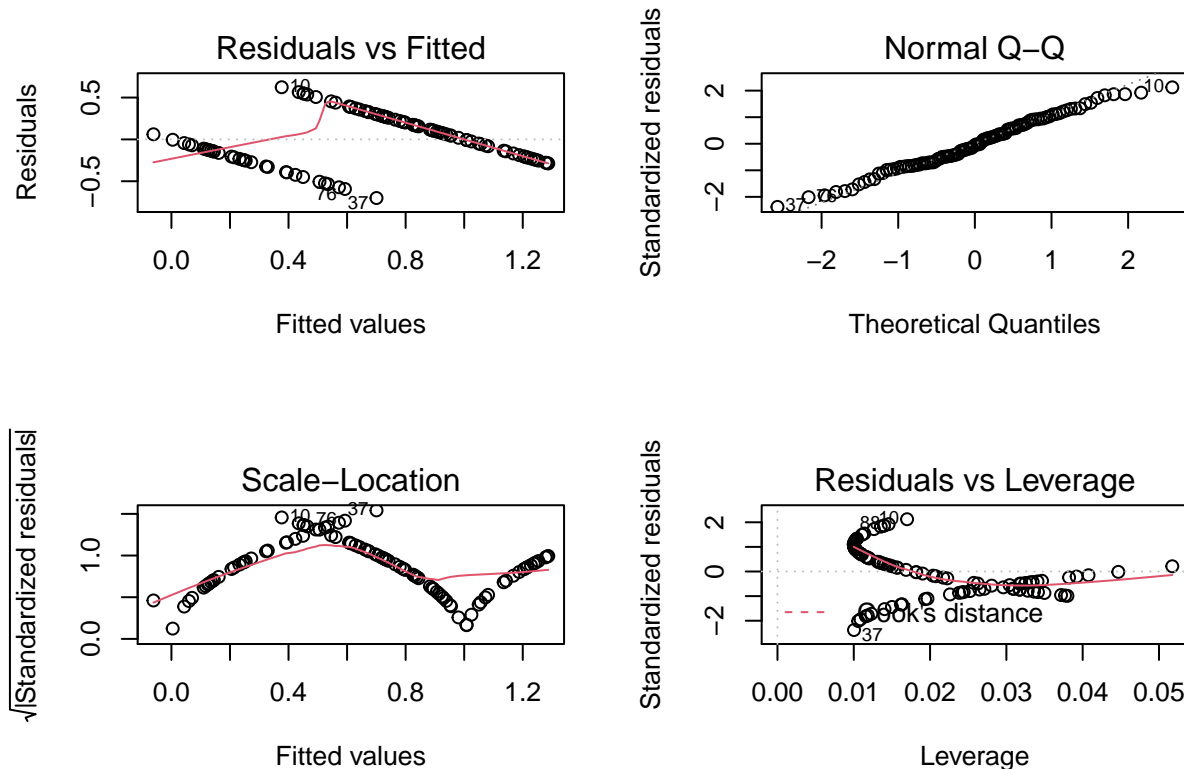 Residuals vs Fitted
Residuals
0.5
−0.5
10
76
37
0.0 0.4 0.8 1.2
Fitted values
Normal Q−Q
Standardized residuals
2
0
−2
10
37
−2 −1 0 1 2
Theoretical Quantiles
Scale−Location
√|Standardized residuals|
1.0
0.0
10
76
37
0.0 0.4 0.8 1.2
Fitted values
Residuals vs Leverage
Standardized residuals
2
0
−2
10
37
ook's distance
0.00 0.01 0.02 0.03 0.04 0.05
Leverage